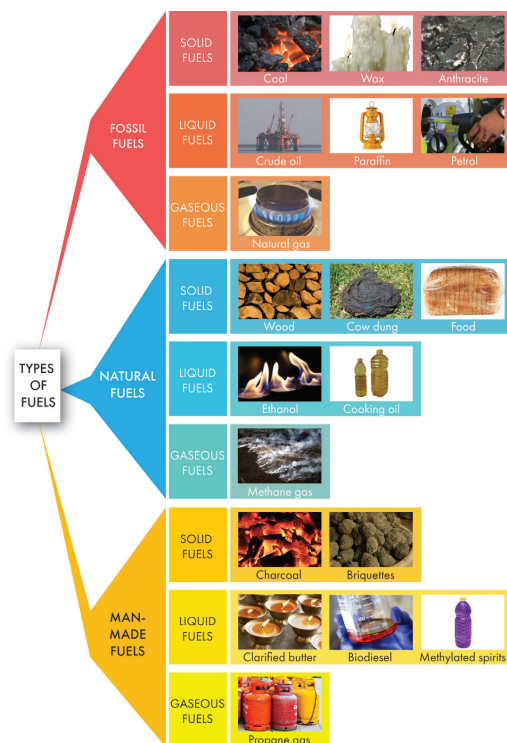 TYPES
OF
FUELS
FOSSIL
FUELS
SOLID
FUELS
Coal
Wax
Anthracite
LIQUID
FUELS
Crude oil
Paraffin
Petrol
GASEOUS
FUELS
Natural gas
NATURAL
FUELS
SOLID
FUELS
Wood
Cow dung
Food
LIQUID
FUELS
Ethanol
Cooking oil
GASEOUS
FUELS
Methane gas
MAN-
MADE
FUELS
SOLID
FUELS
Charcoal
Briquettes
LIQUID
FUELS
Clarified butter
Biodiesel
Methylated spirits
GASEOUS
FUELS
Propane gas